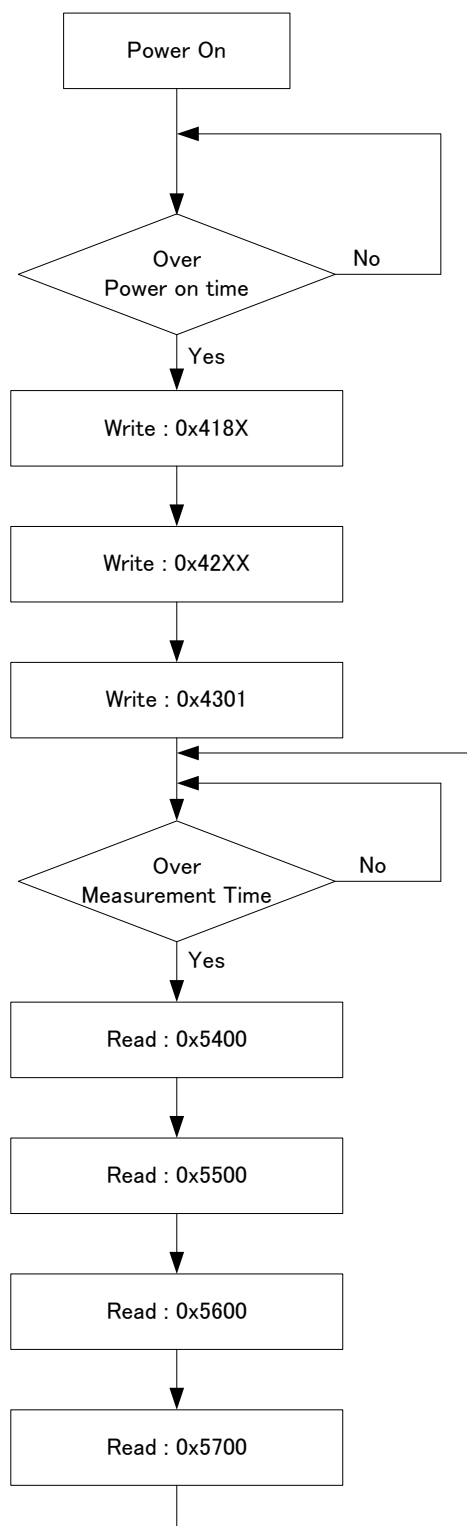 Power On
Over
Power on time
No
Yes
Write : 0x418X
Write : 0x42XX
Write : 0x4301
Over
Measurement Time
No
Yes
Read : 0x5400
Read : 0x5500
Read : 0x5600
Read : 0x5700